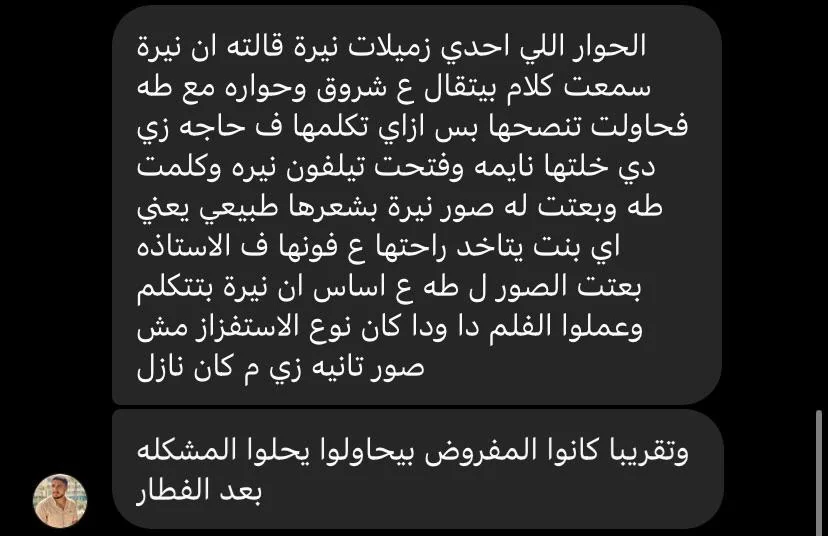 الحوار اللي احدي زميلات نيرة قالته ان نيرة
سمعت كلام بيتقال ع شروق وحواره مع طه
فحاولت تنصحها بس ازاي تكلمها ف حاجه زي
دي خلتها نايمه وفتحت تيلفون نيره وكلمت
طه وبعتت له صور نيرة بشعرها طبيعي يعني
اي بنت يتاخد راحتها ع فونها ف الاستاذه
بعتت الصور ل طه ع اساس ان نيرة بتتكلم
وعملوا الفلم دا ودا كان نوع الاستفزاز مش
صور تانيه زي م كان نازل
وتقريبا كانوا المفروض بيحاولوا يحلوا المشكله
بعد الفطار